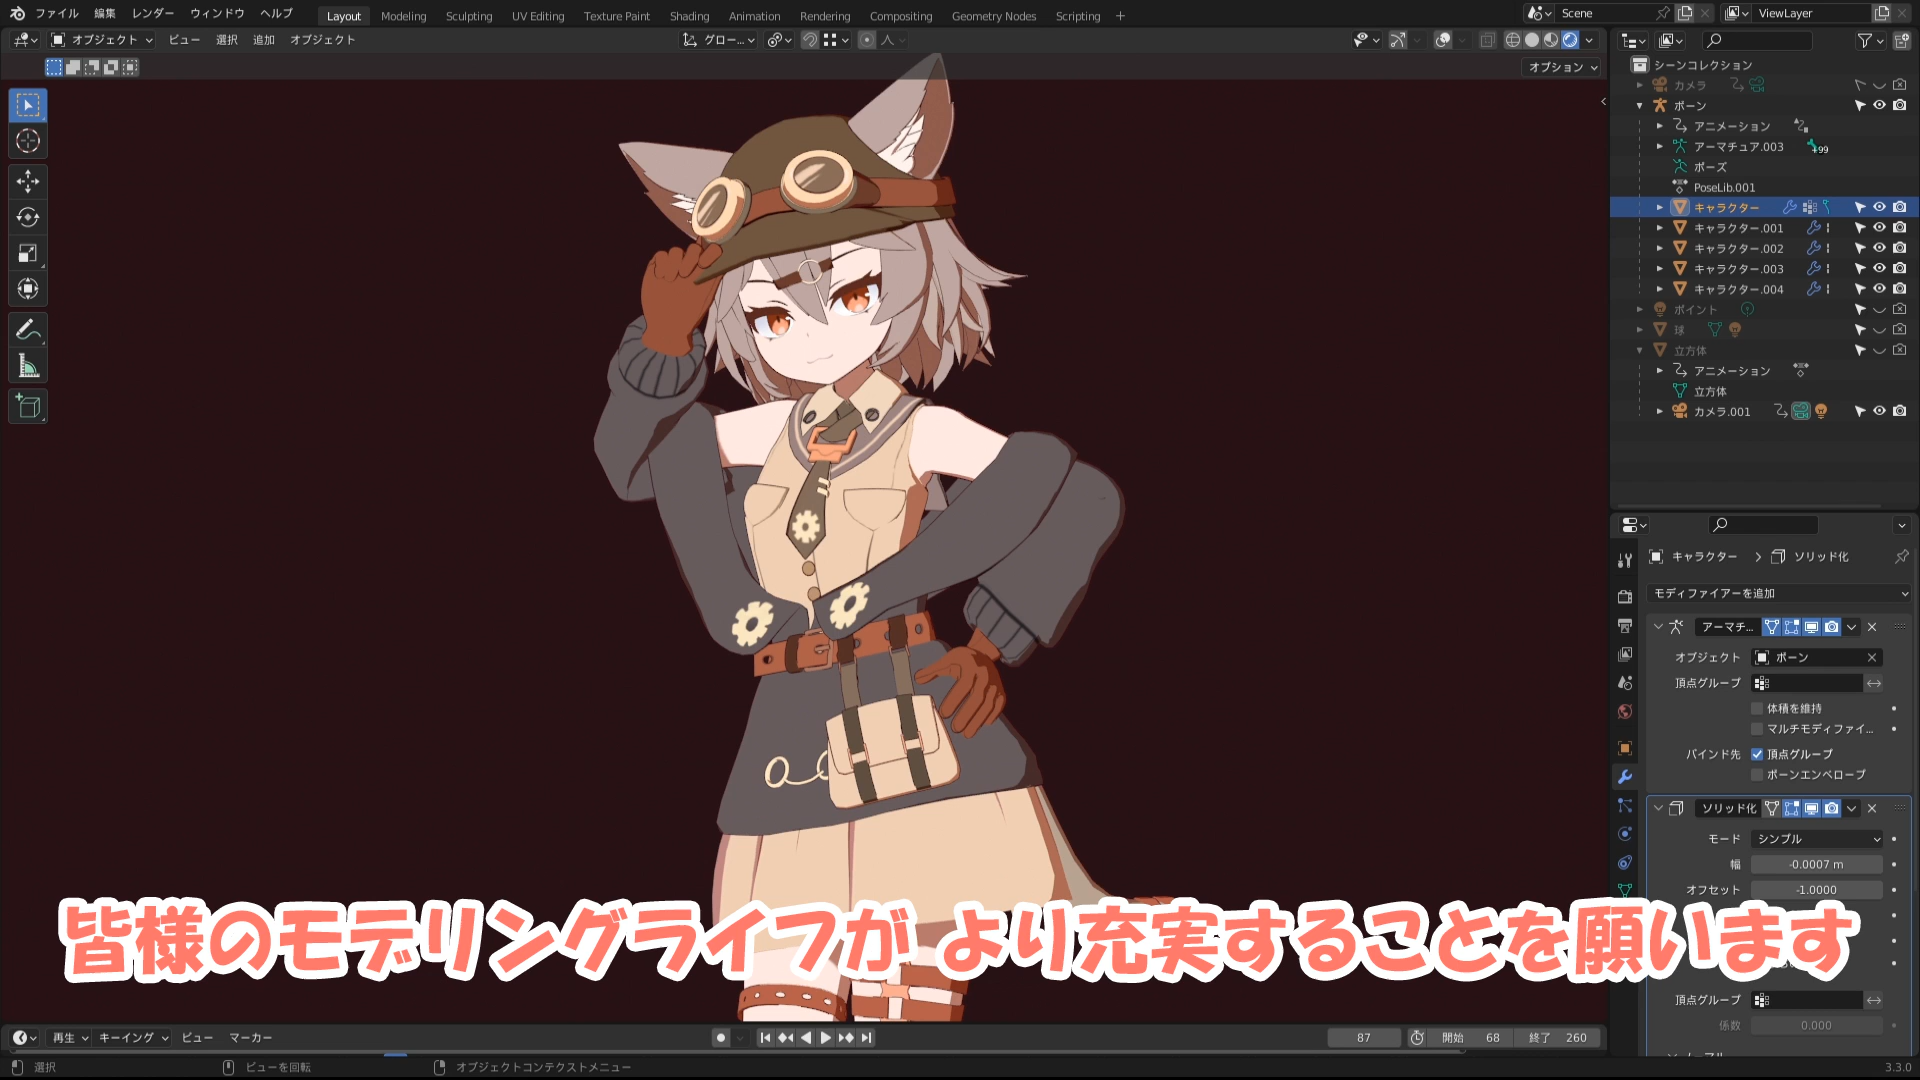 ファイル 編集 レンダー ウィンドウ ヘルプ Layout Modeling Sculpting UV Editing Texture Paint Shading Animation Rendering Compositing Geometry Nodes Scripting + Scene ViewLayer
オブジェクト ビュー 選択 追加 オブジェクト グロー...
オプション
シーンコレクション
カメラ
ボーン
アニメーション
アーマチュア.003 +99
ポーズ
PoseLib.001
キャラクター
キャラクター.001
キャラクター.002
キャラクター.003
キャラクター.004
ポイント
球
立方体
アニメーション
立方体
カメラ.001
キャラクター > ソリッド化
モディファイアーを追加
アーマチ...
オブジェクト ボーン
頂点グループ
体積を維持
マルチモディファイ...
バインド先 頂点グループ
ボーンエンベロープ
ソリッド化
モード シンプル
幅 -0.0007 m
オフセット -1.0000
皆様のモデリングライフが より充実することを願います
頂点グループ
係数 0.000
再生 キーイング ビュー マーカー 87 開始 68 終了 260
選択 ビューを回転 オブジェクトコンテクストメニュー 3.3.0